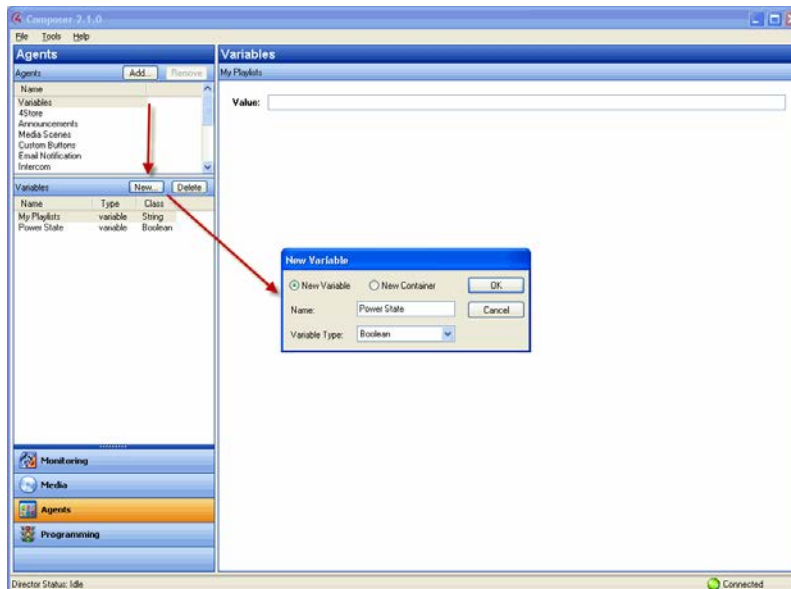 Composer 2.1.0
File Tools Help
Agents
Agents Add... Remove
Name
Variables
4Store
Announcements
Media Scenes
Custom Buttons
Email Notification
Intercom
Variables New... Delete
Name Type Class
My Playlists variable String
Power State variable Boolean
Monitoring
Media
Agents
Programming
Director Status: Idle
Variables
My Playlists
Value:
New Variable
New Variable New Container OK
Name: Power State Cancel
Variable Type: Boolean
Connected